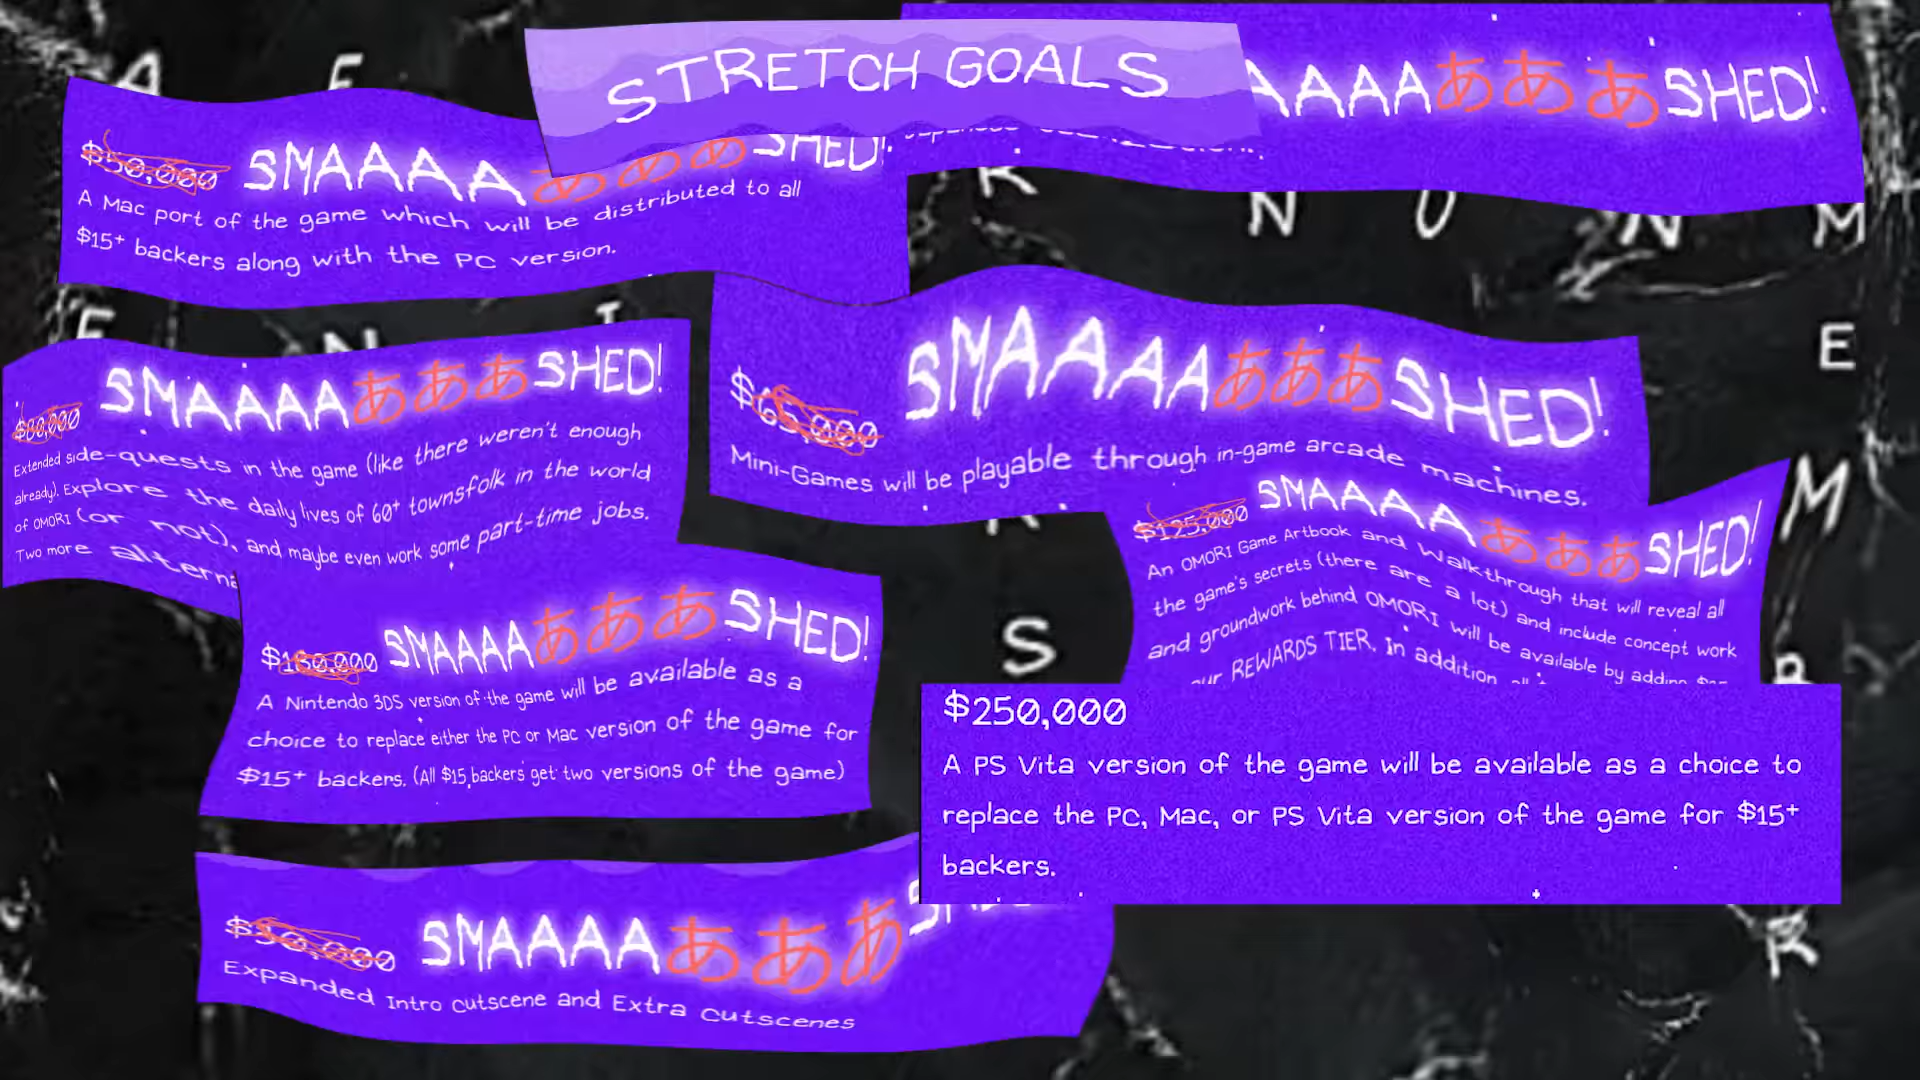 STRETCH GOALS
AAAAあああSHED!
$50,000 SMAAAAあああSHED!
A Mac port of the game which will be distributed to all
$15+ backers along with the PC version.
$65,000 SMAAAAあああSHED!
Mini-Games will be playable through in-game arcade machines.
SMAAAAあああSHED!
Extended side-quests in the game (like there weren't enough
already). Explore the daily lives of 60+ townsfolk in the world
of OMORI (or not), and maybe even work some part-time jobs.
Two more alterna
SMAAAAあああSHED!
An OMORI Game Artbook and Walkthrough that will reveal all
the game's secrets (there are a lot) and include concept work
and groundwork behind OMORI will be available by adding
ur REWARDS TIER. In addition
SMAAAAあああSHED!
A Nintendo 3DS version of the game will be available as a
choice to replace either the PC or Mac version of the game for
$15+ backers. (All $15 backers get two versions of the game)
$250,000
A PS Vita version of the game will be available as a choice to
replace the PC, Mac, or PS Vita version of the game for $15+
backers.
SMAAAAあああ
Expanded Intro Cutscene and Extra Cutscenes
A F
R N U N M
F N I
E
M
S
R
R